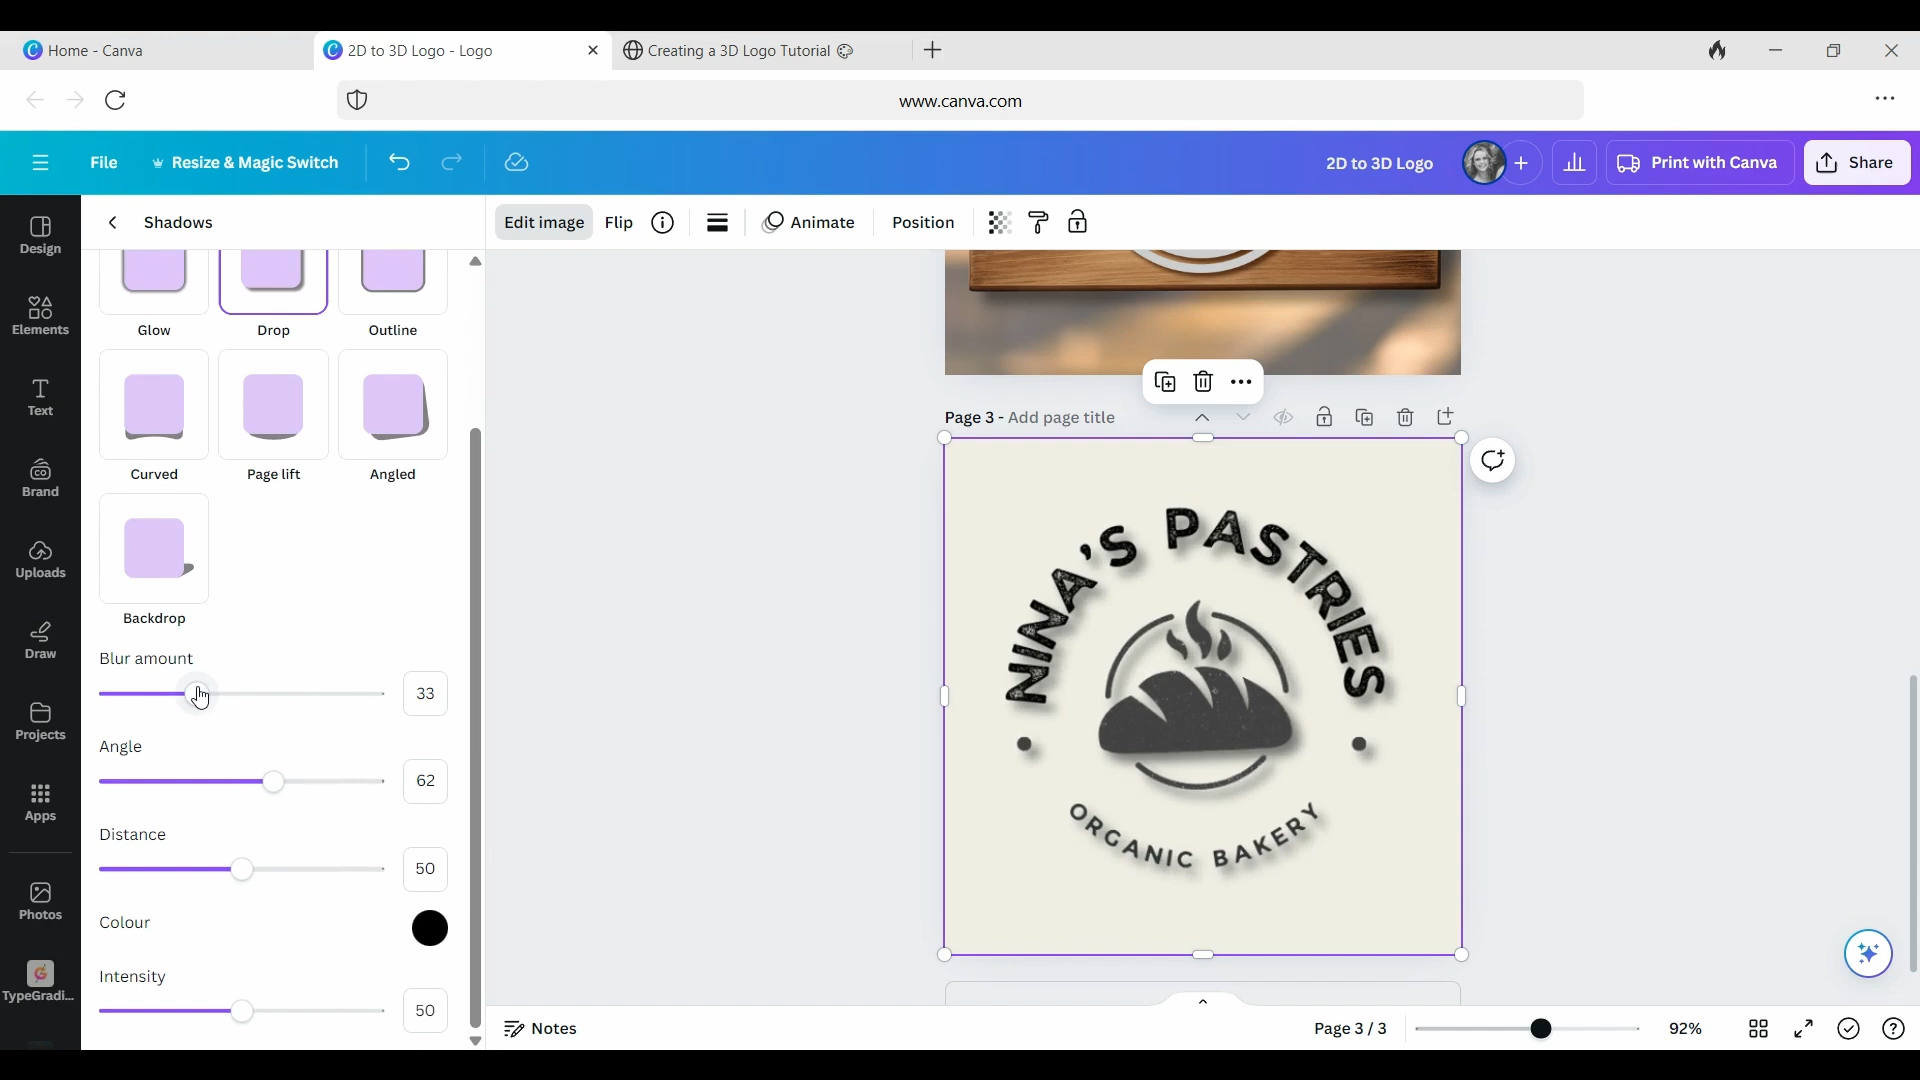 Home - Canva
2D to 3D Logo - Logo
Creating a 3D Logo Tutorial
www.canva.com
File
Resize & Magic Switch
2D to 3D Logo
Print with Canva
Share
Design
Elements
Text
Brand
Uploads
Draw
Projects
Apps
Photos
TypeGradi...
Shadows
Edit image
Flip
Animate
Position
Glow
Drop
Outline
Curved
Page lift
Angled
Backdrop
Blur amount
33
Angle
62
Distance
50
Colour
Intensity
50
Page 3 - Add page title
NINA'S PASTRIES
ORGANIC BAKERY
Notes
Page 3 / 3
92%